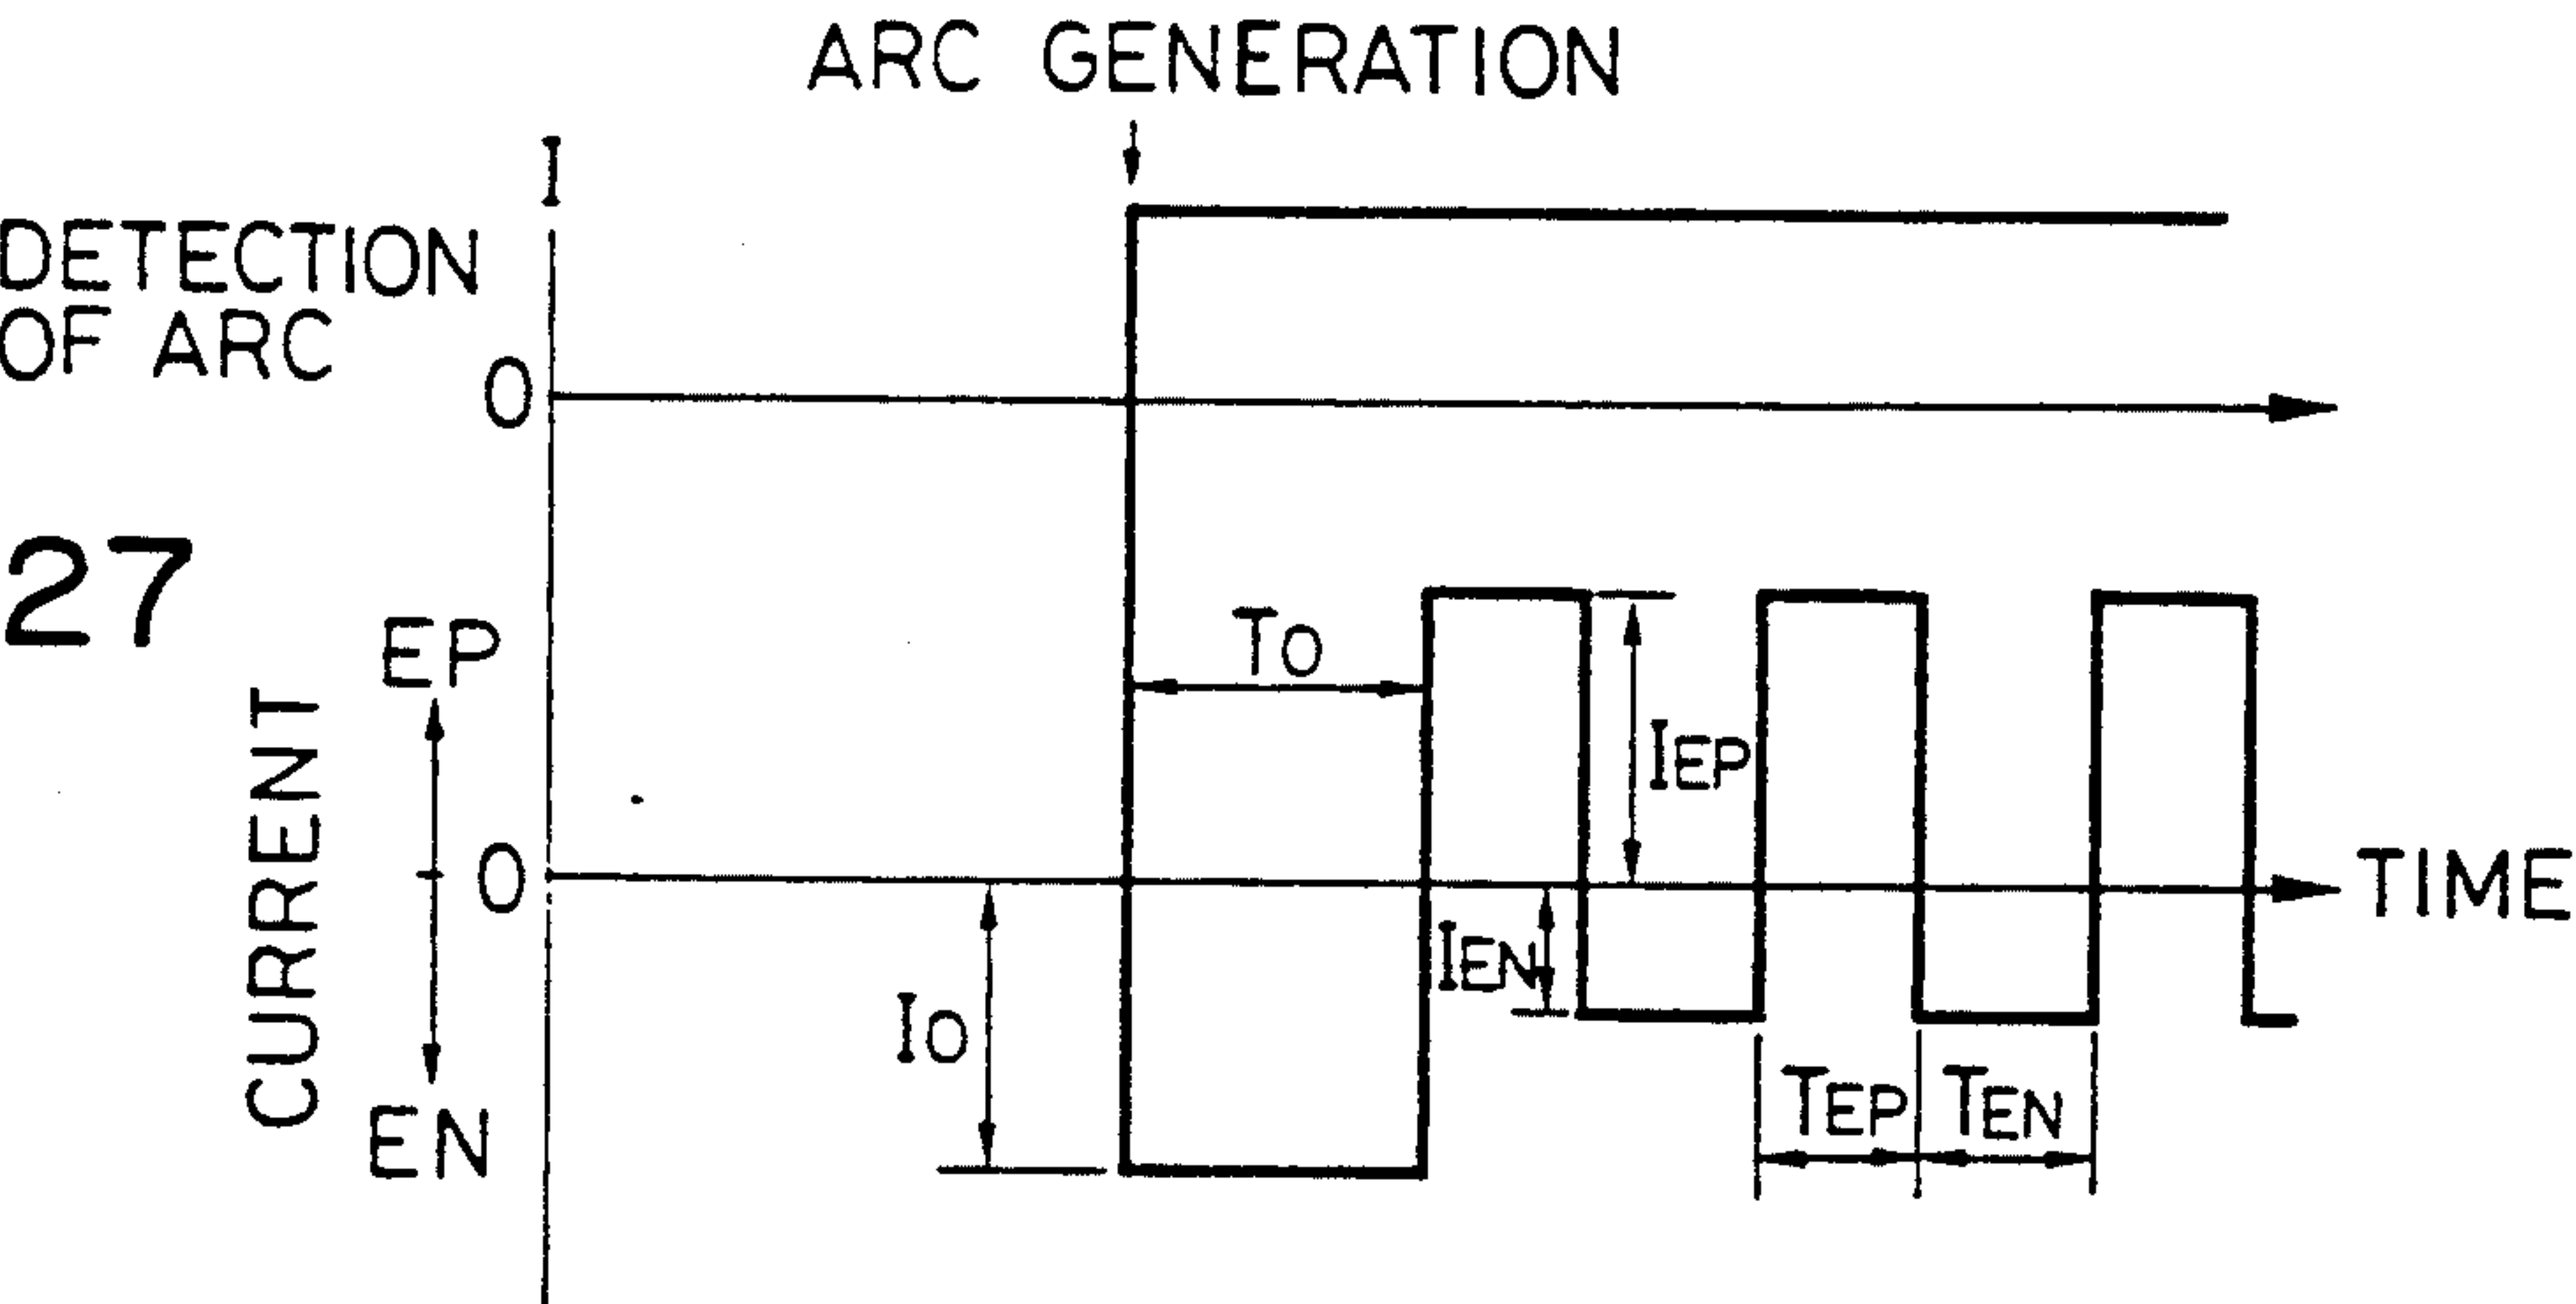 ARC GENERATION
I
DETECTION
OF ARC
0
27
EP
CURRENT
0
EN
To
IEP
IEN
Io
TEP
TEN
TIME